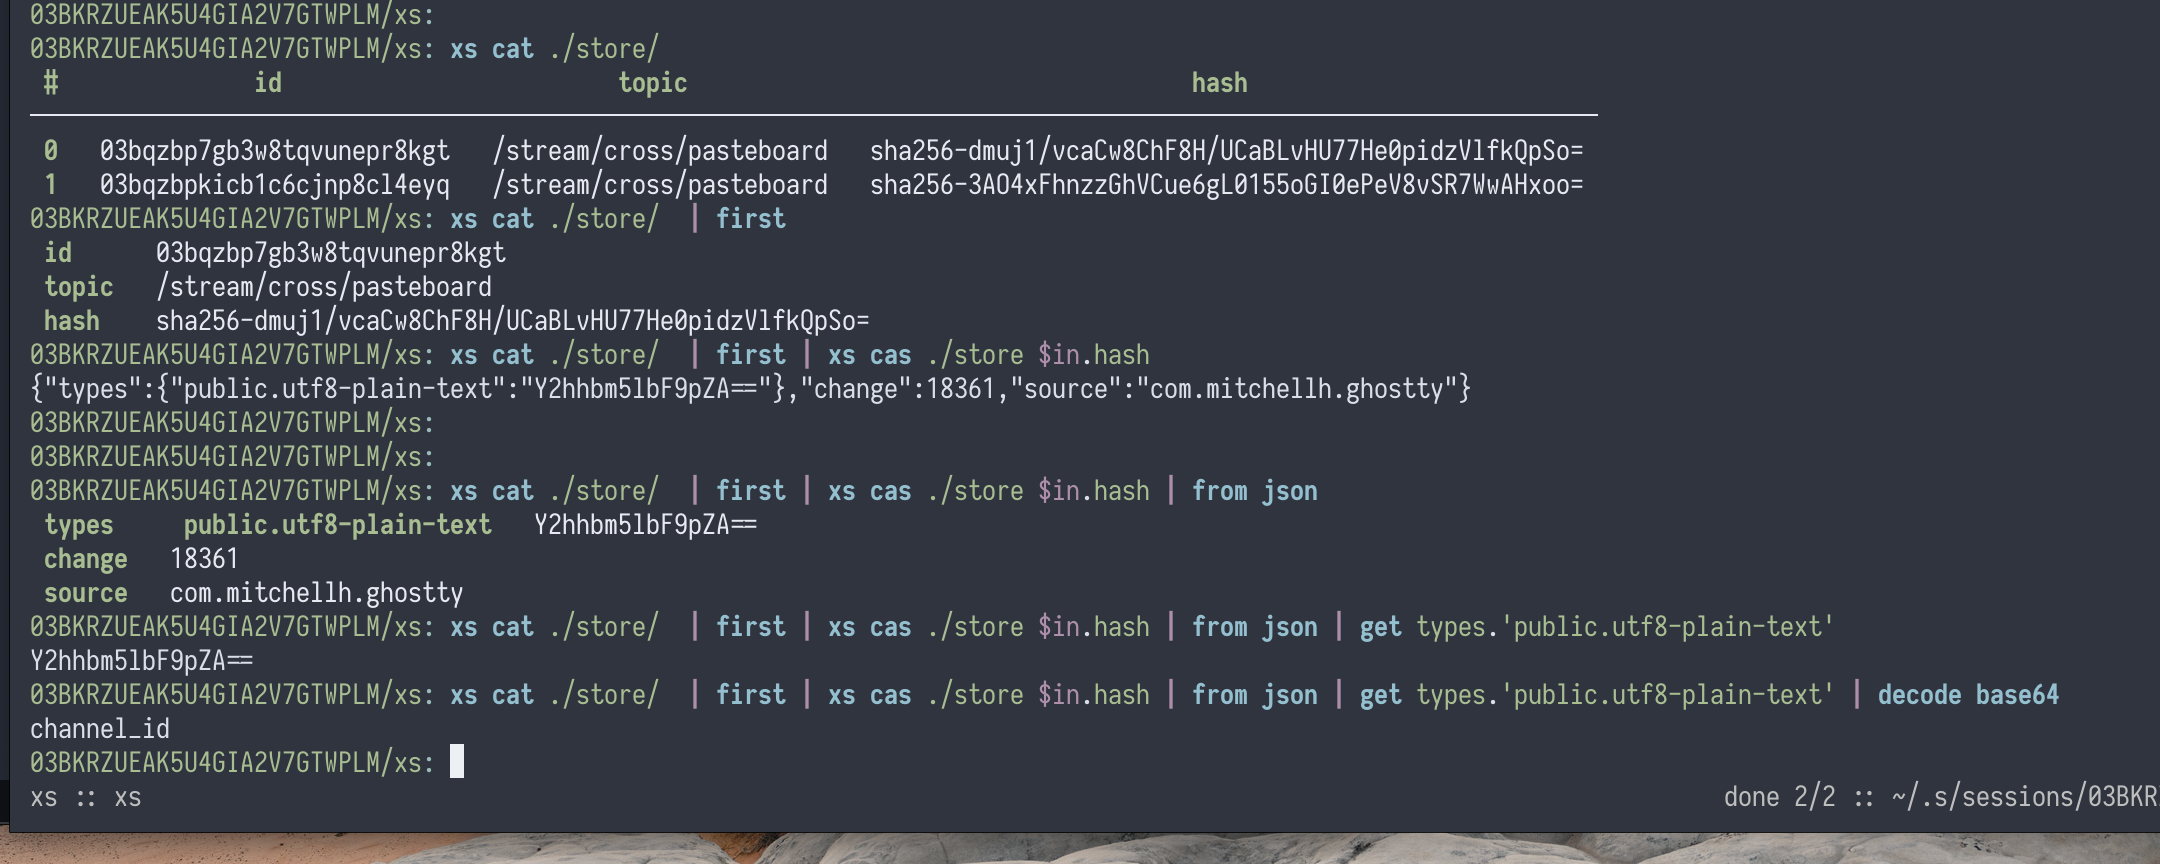 03BKRZUEAK5U4GIA2V7GTWPLM/xs:
03BKRZUEAK5U4GIA2V7GTWPLM/xs: xs cat ./store/
# id topic hash
0 03bqzbp7gb3w8tqvunepr8kgt /stream/cross/pasteboard sha256-dmuj1/vcaCw8ChF8H/UCaBLvHU77He0pidzVlfkQpSo=
1 03bqzbpkicb1c6cjnp8cl4eyq /stream/cross/pasteboard sha256-3AO4xFhnzzGhVCue6gL0155oGI0ePeV8vSR7WwAHxoo=
03BKRZUEAK5U4GIA2V7GTWPLM/xs: xs cat ./store/  | first
id 03bqzbp7gb3w8tqvunepr8kgt
topic /stream/cross/pasteboard
hash sha256-dmuj1/vcaCw8ChF8H/UCaBLvHU77He0pidzVlfkQpSo=
03BKRZUEAK5U4GIA2V7GTWPLM/xs: xs cat ./store/  | first | xs cas ./store $in.hash
{"types":{"public.utf8-plain-text":"Y2hhbm5lbF9pZA=="},"change":18361,"source":"com.mitchellh.ghostty"}
03BKRZUEAK5U4GIA2V7GTWPLM/xs:
03BKRZUEAK5U4GIA2V7GTWPLM/xs:
03BKRZUEAK5U4GIA2V7GTWPLM/xs: xs cat ./store/  | first | xs cas ./store $in.hash | from json
types public.utf8-plain-text Y2hhbm5lbF9pZA==
change 18361
source com.mitchellh.ghostty
03BKRZUEAK5U4GIA2V7GTWPLM/xs: xs cat ./store/  | first | xs cas ./store $in.hash | from json | get types.'public.utf8-plain-text'
Y2hhbm5lbF9pZA==
03BKRZUEAK5U4GIA2V7GTWPLM/xs: xs cat ./store/  | first | xs cas ./store $in.hash | from json | get types.'public.utf8-plain-text' | decode base64
channel_id
03BKRZUEAK5U4GIA2V7GTWPLM/xs:
xs :: xs done 2/2 :: ~/.s/sessions/03BKR